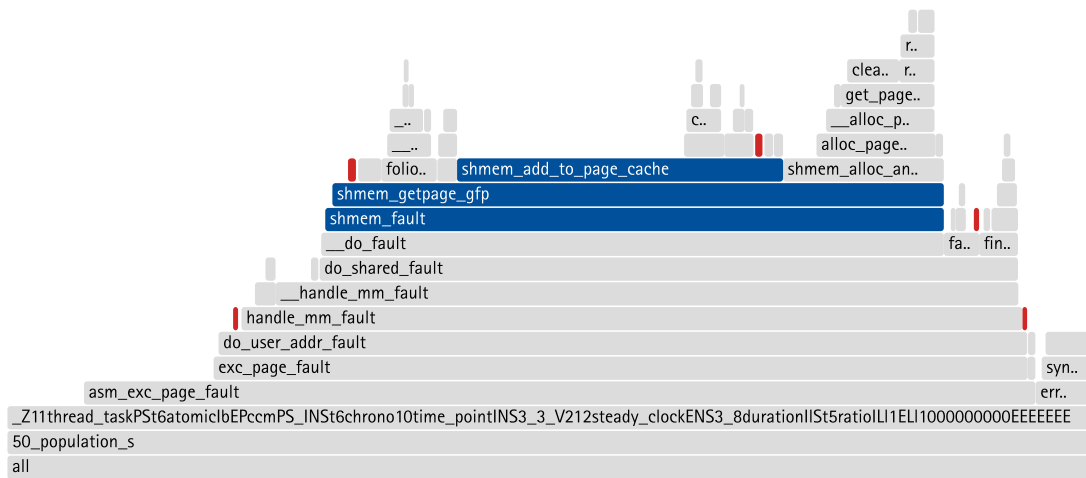 r..
clea.. r..
get_page..
_.. c.. __alloc_p..
__.. alloc_page..
folio.. shmem_add_to_page_cache shmem_alloc_an..
shmem_getpage_gfp
shmem_fault
__do_fault fa.. fin..
do_shared_fault
__handle_mm_fault
handle_mm_fault
do_user_addr_fault
exc_page_fault syn..
asm_exc_page_fault err..
_Z11thread_taskPSt6atomicIbEPccmPS_INSt6chrono10time_pointINS3_3_V212steady_clockENS3_8durationIlSt5ratioILl1ELl1000000000EEEEEEE
50_population_s
all